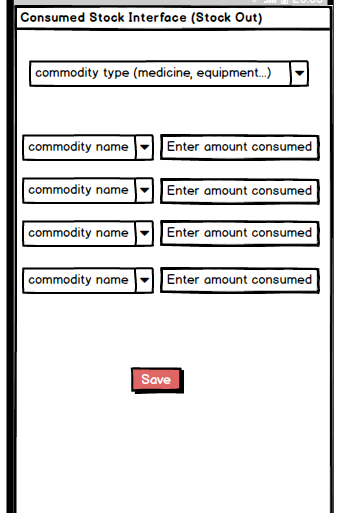 Consumed Stock Interface (Stock Out)
commodity type (medicine, equipment...)
commodity name Enter amount consumed
commodity name Enter amount consumed
commodity name Enter amount consumed
commodity name Enter amount consumed
Save